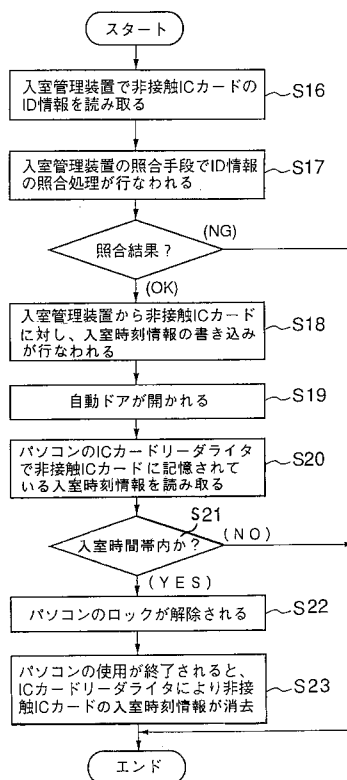 スタート
入室管理装置で非接触ICカードの
ID情報を読み取る
S16
入室管理装置の照合手段でID情報
の照合処理が行なわれる
S17
照合結果？
(NG)
(OK)
入室管理装置から非接触ICカード
に対し、入室時刻情報の書き込み
が行なわれる
S18
自動ドアが開かれる
S19
パソコンのICカードリーダライタ
で非接触ICカードに記憶されて
いる入室時刻情報を読み取る
S20
S21
入室時間帯内か？
(NO)
(YES)
パソコンのロックが解除される
S22
パソコンの使用が終了されると、
ICカードリーダライタにより非接
触ICカードの入室時刻情報が消去
S23
エンド